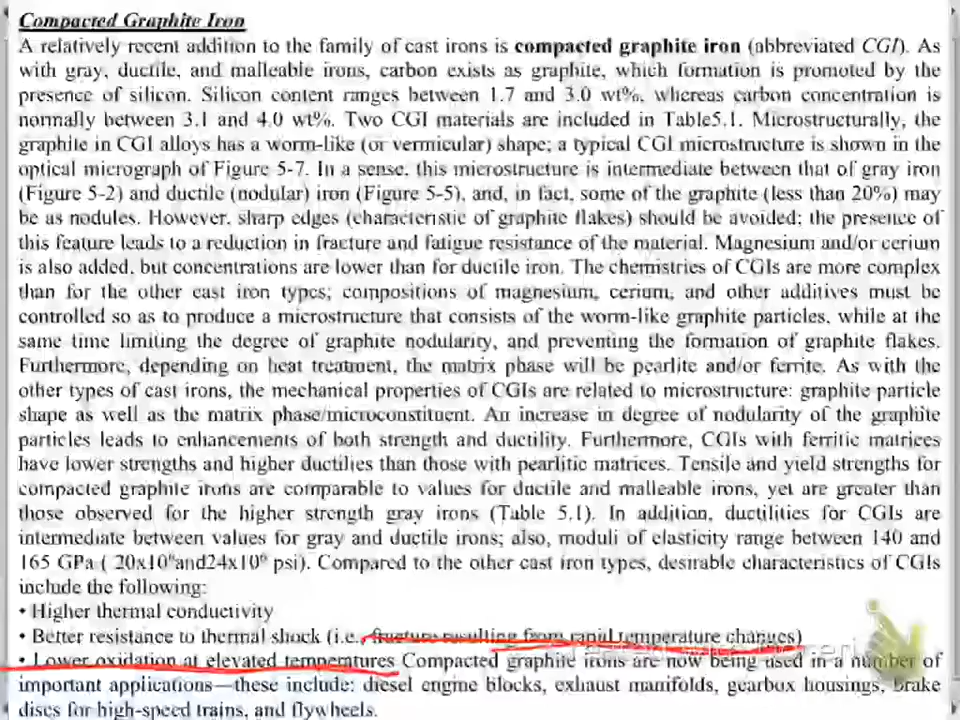 Compacted Graphite Iron
A relatively recent addition to the family of cast irons is compacted graphite iron (abbreviated CGI). As
with gray, ductile, and malleable irons, carbon exists as graphite, which formation is promoted by the
presence of silicon. Silicon content ranges between 1.7 and 3.0 wt%, whereas carbon concentration is
normally between 3.1 and 4.0 wt%. Two CGI materials are included in Table5.1. Microstructurally, the
graphite in CGI alloys has a worm-like (or vermicular) shape; a typical CGI microstructure is shown in the
optical micrograph of Figure 5-7. In a sense, this microstructure is intermediate between that of gray iron
(Figure 5-2) and ductile (nodular) iron (Figure 5-5), and, in fact, some of the graphite (less than 20%) may
be as nodules. However, sharp edges (characteristic of graphite flakes) should be avoided; the presence of
this feature leads to a reduction in fracture and fatigue resistance of the material. Magnesium and/or cerium
is also added, but concentrations are lower than for ductile iron. The chemistries of CGIs are more complex
than for the other cast iron types; compositions of magnesium, cerium, and other additives must be
controlled so as to produce a microstructure that consists of the worm-like graphite particles, while at the
same time limiting the degree of graphite nodularity, and preventing the formation of graphite flakes.
Furthermore, depending on heat treatment, the matrix phase will be pearlite and/or ferrite. As with the
other types of cast irons, the mechanical properties of CGIs are related to microstructure: graphite particle
shape as well as the matrix phase/microconstituent. An increase in degree of nodularity of the graphite
particles leads to enhancements of both strength and ductility. Furthermore, CGIs with ferritic matrices
have lower strengths and higher ductilies than those with pearlitic matrices. Tensile and yield strengths for
compacted graphite irons are comparable to values for ductile and malleable irons, yet are greater than
those observed for the higher strength gray irons (Table 5.1). In addition, ductilities for CGIs are
intermediate between values for gray and ductile irons; also, moduli of elasticity range between 140 and
165 GPa ( 20x10⁶and24x10⁶ psi). Compared to the other cast iron types, desirable characteristics of CGIs
include the following:
• Higher thermal conductivity
• Better resistance to thermal shock (i.e., fracture resulting from rapid temperature changes)
• Lower oxidation at elevated temperatures Compacted graphite irons are now being used in a number of
important applications—these include: diesel engine blocks, exhaust manifolds, gearbox housings, brake
discs for high-speed trains, and flywheels.